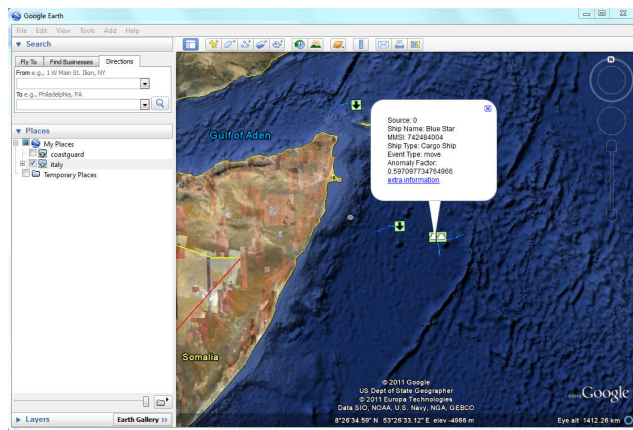 Google Earth
File Edit View Tools Add Help
▼ Search
Fly To Find Businesses Directions
From e.g., 1 W Main St. Ilion, NY
To e.g., Philadelphia, PA
▼ Places
My Places
coastguard
italy
Temporary Places
► Layers
Earth Gallery >>
N
Gulf of Aden
Source: 0
Ship Name: Blue Star
MMSI: 742484004
Ship Type: Cargo Ship
Event Type: move
Anomaly Factor:
0.597097734764966
extra information
Somalia
© 2011 Google
US Dept of State Geographer
© 2011 Europa Technologies
Data SIO, NOAA, U.S. Navy, NGA, GEBCO
©2010 Google
8°26'34.59" N 53°26'33.12" E elev -4966 m
Eye alt 1412.26 km